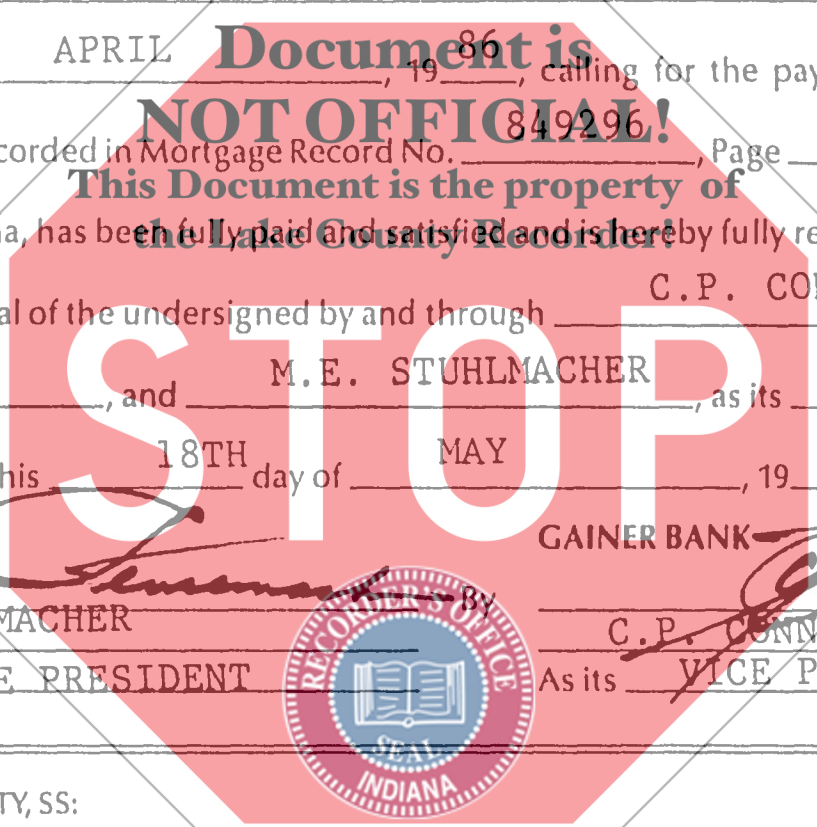 APRIL
Document is
86
, 19 , calling for the pay
NOT OFFICIAL!
849296
corded in Mortgage Record No. , Page
This Document is the property of
the Lake County Recorder!
na, has been fully paid and satisfied and is hereby fully re
C.P. CO
al of the undersigned by and through
M.E. STUHLMACHER
, and , as its
18TH MAY
his day of , 19
STOP
GAINER BANK
By
MACHER
C.P. CONN
E PRESIDENT
As its VICE P
RECORDER'S OFFICE
SEAL
INDIANA
TY, SS: